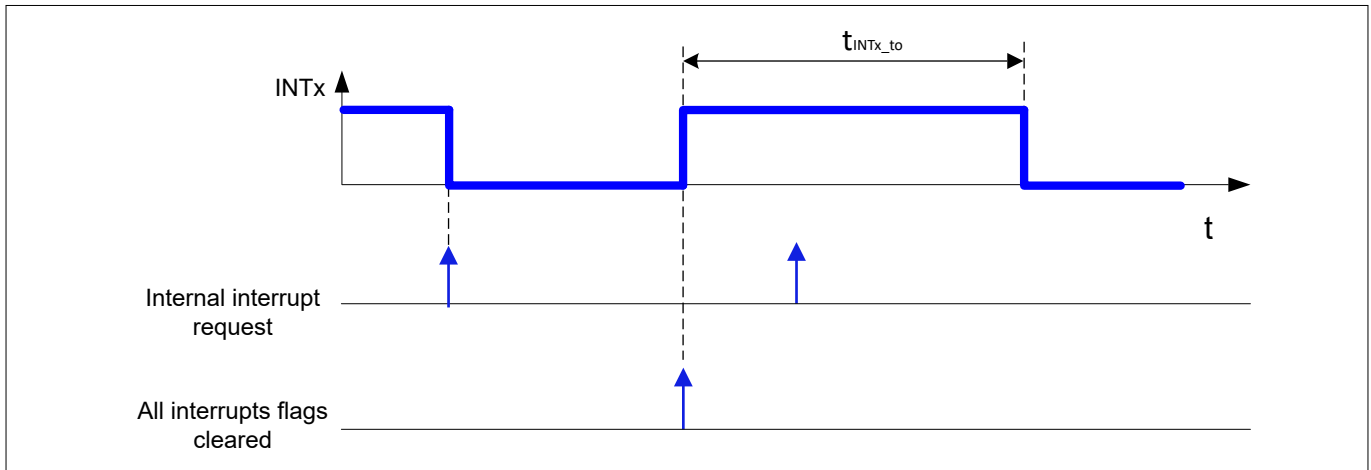 tINTx_to
INTx
t
Internal interrupt
request
All interrupts flags
cleared